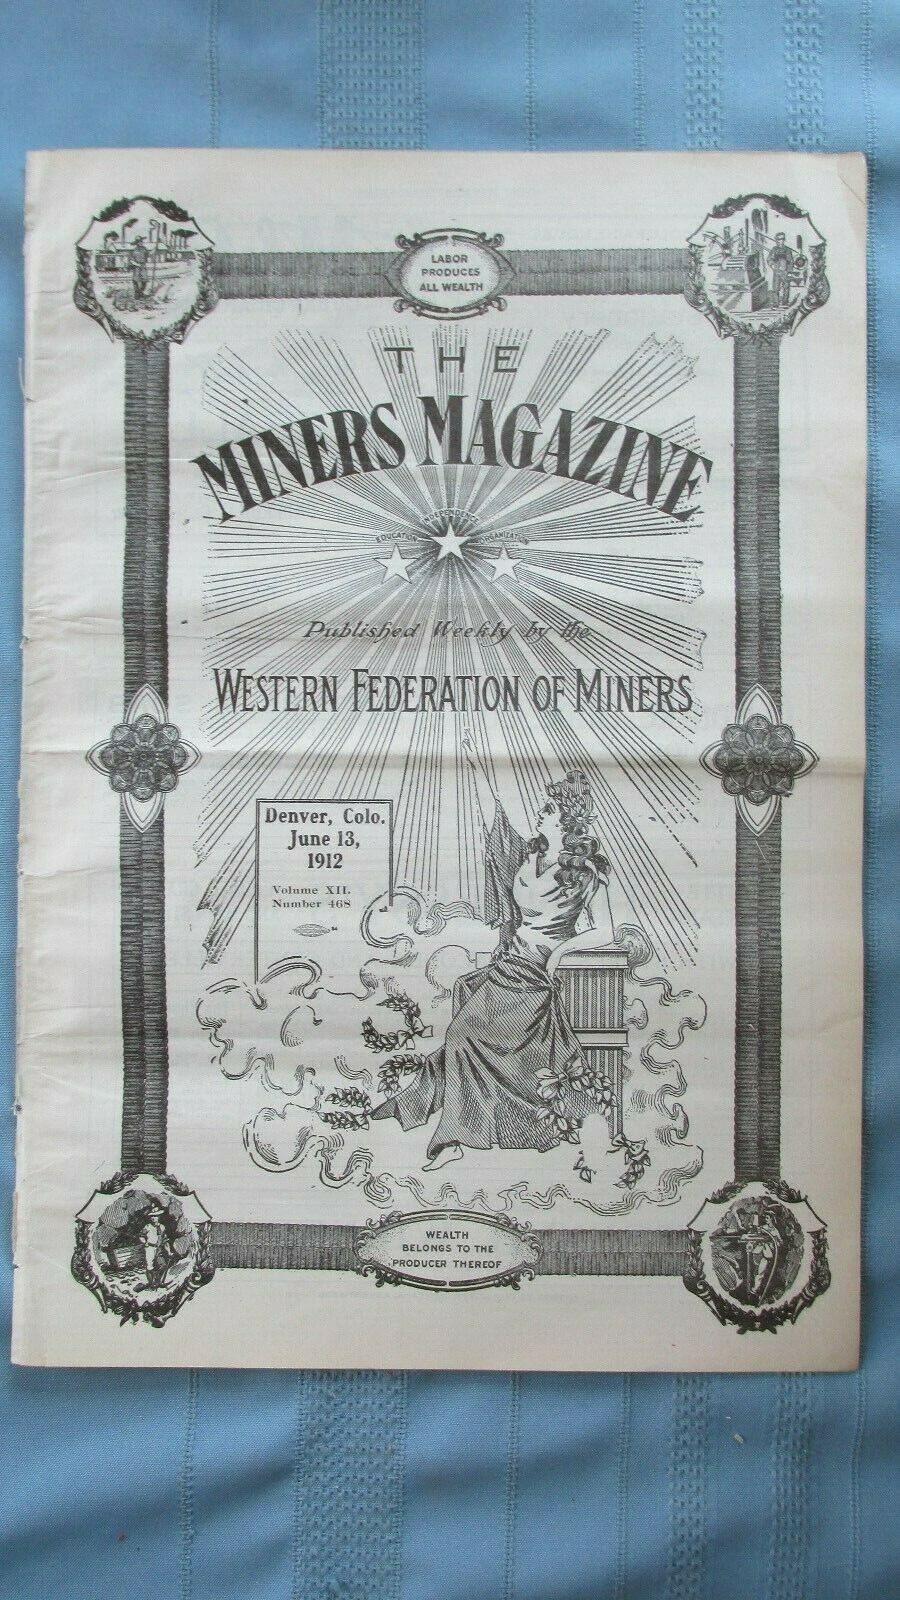 LABOR
PRODUCES
ALL WEALTH
THE
MINERS MAGAZINE
INDEPENDENCE
EDUCATION
ORGANIZATION
Published Weekly by the
WESTERN FEDERATION OF MINERS
Denver, Colo.
June 13,
1912
Volume XII.
Number 468
WEALTH
BELONGS TO THE
PRODUCER THEREOF